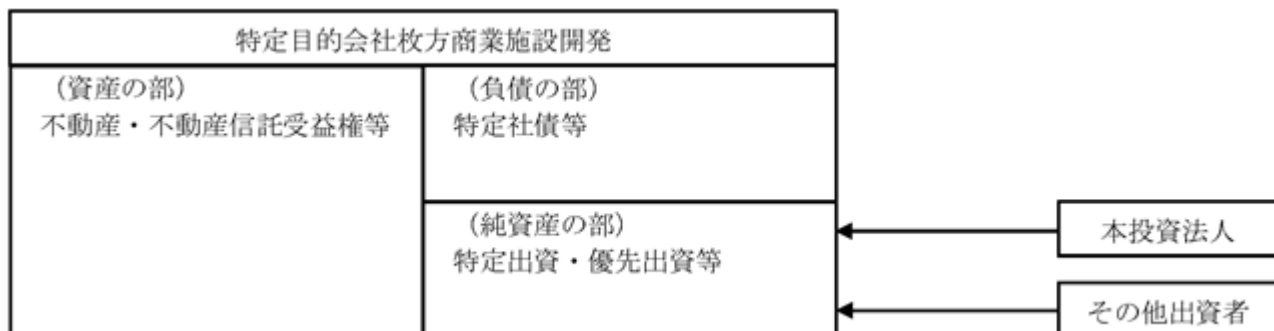 特定目的会社枚方商業施設開発
（資産の部）
不動産・不動産信託受益権等
（負債の部）
特定社債等
（純資産の部）
特定出資・優先出資等
本投資法人
その他出資者